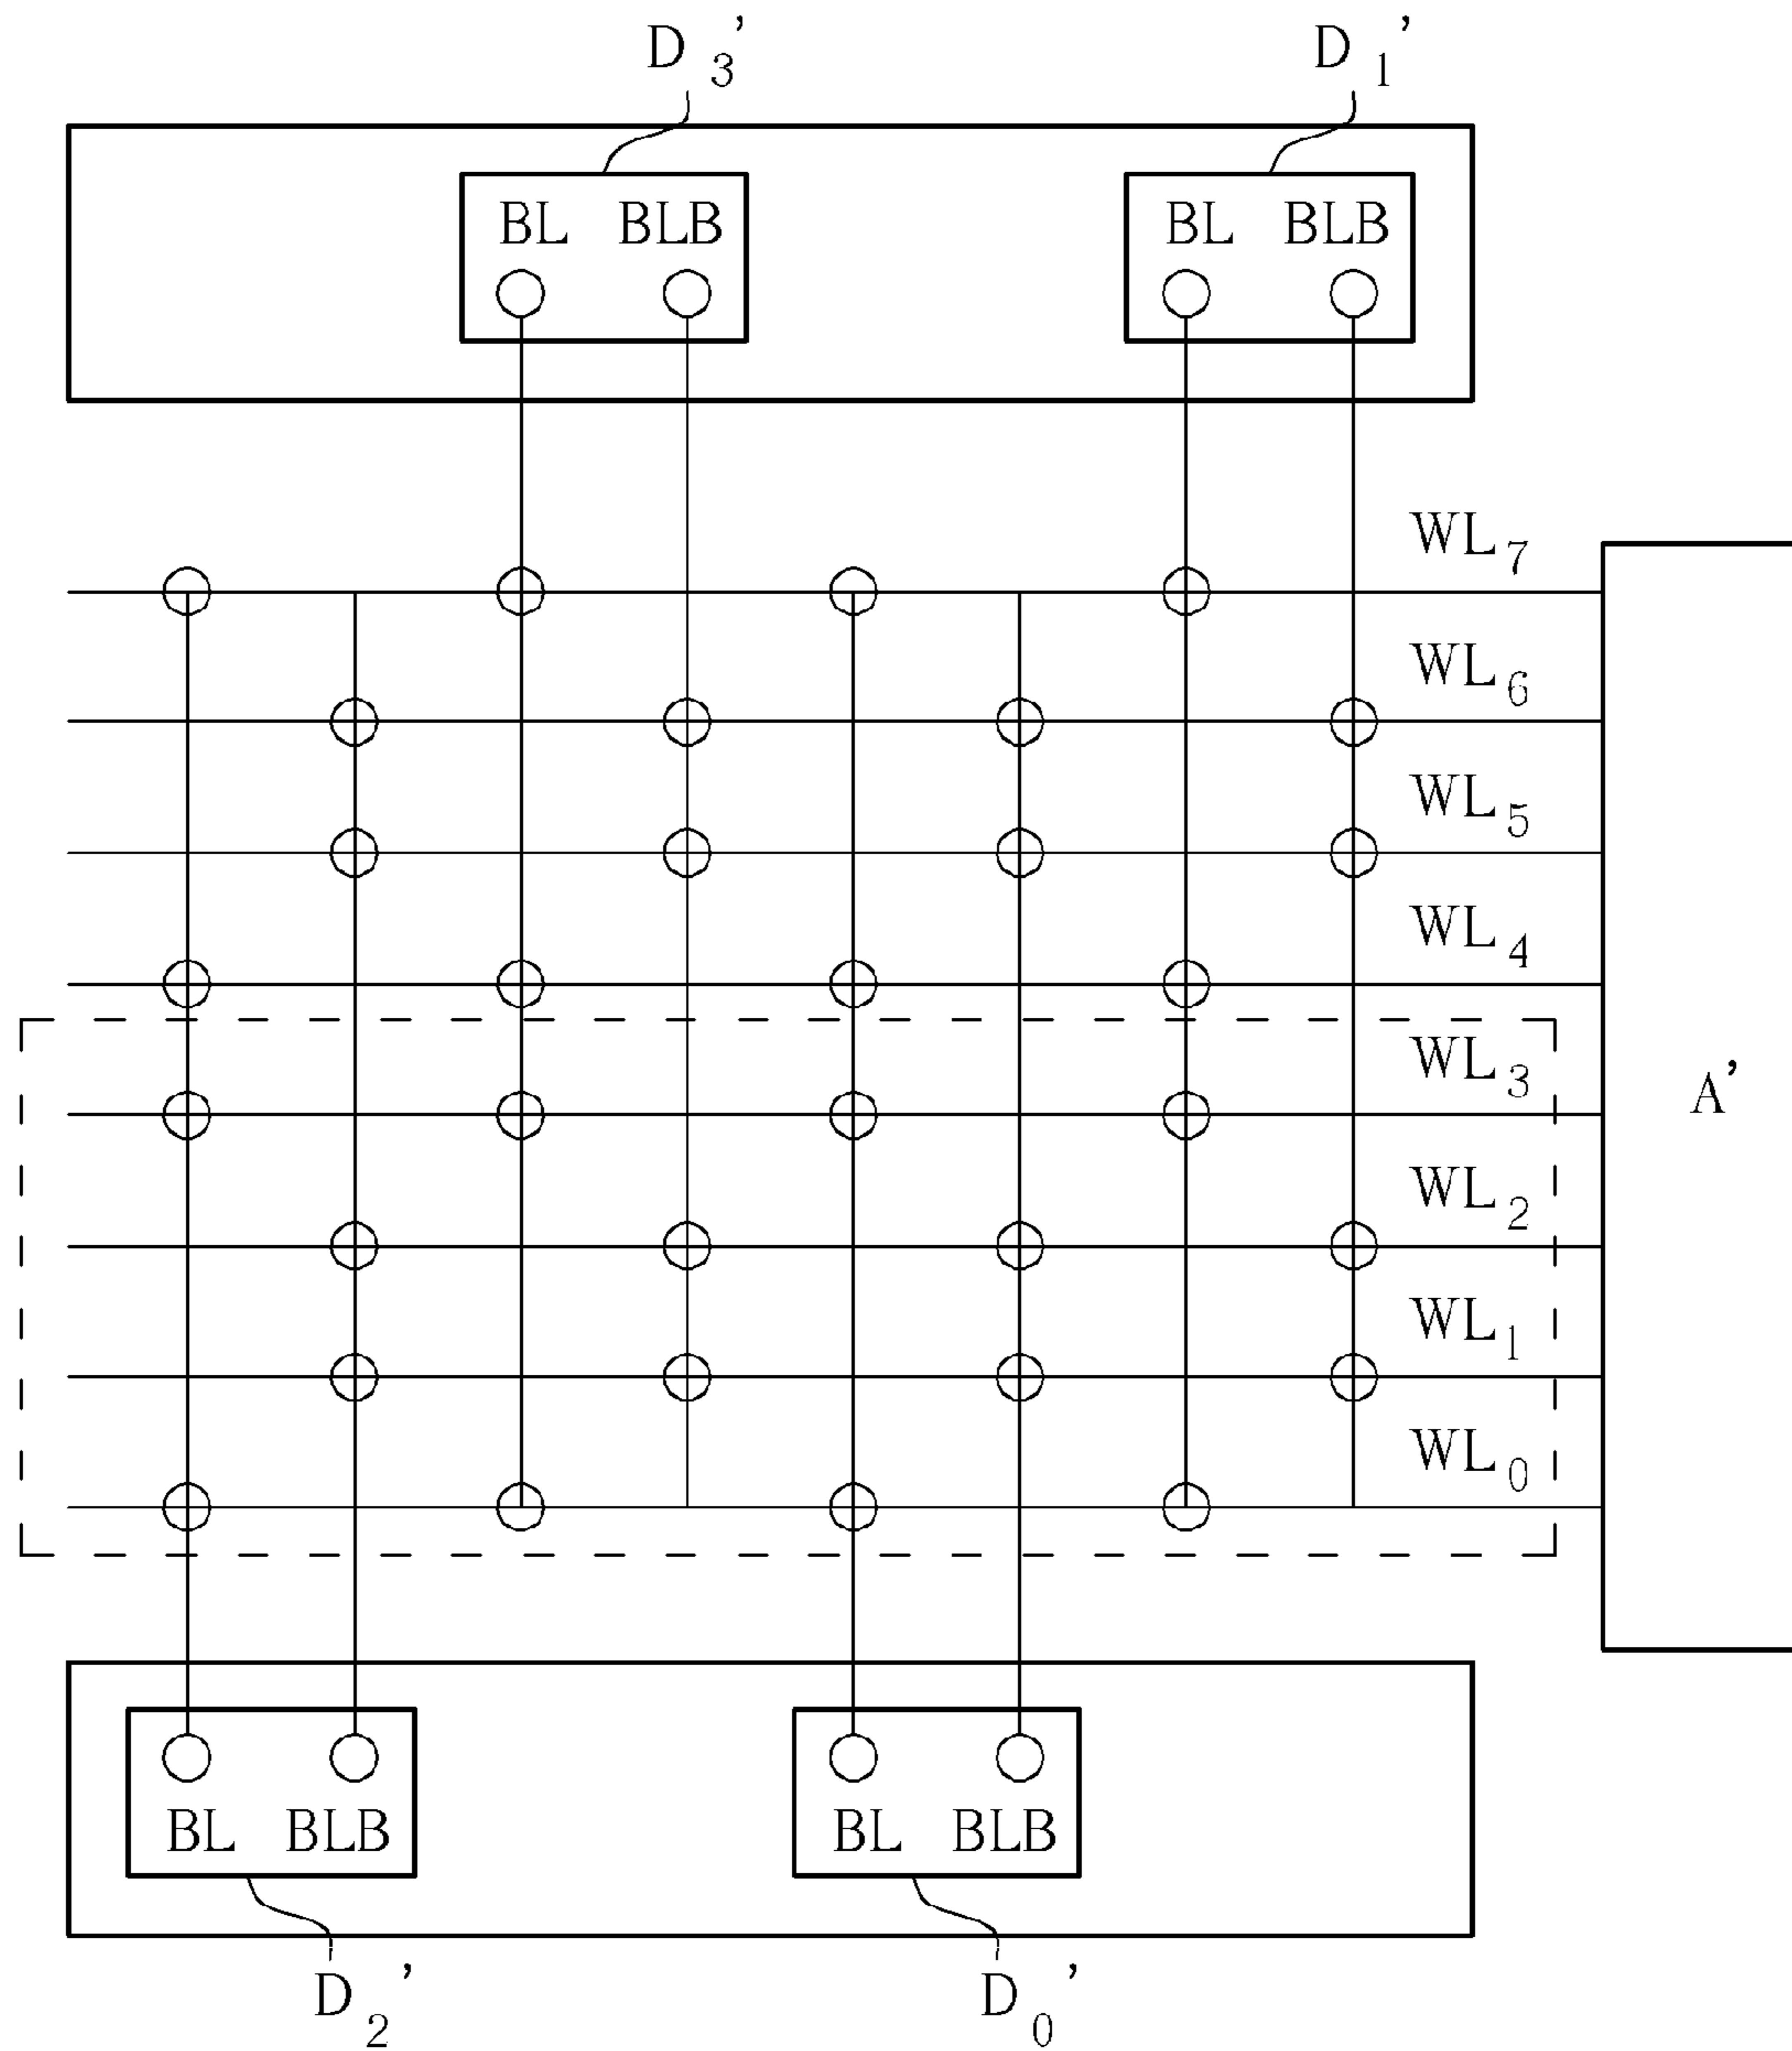 D₃' D₁'
BL BLB BL BLB
WL₇
WL₆
WL₅
WL₄
WL₃
A'
WL₂
WL₁
WL₀
BL BLB BL BLB
D₂' D₀'